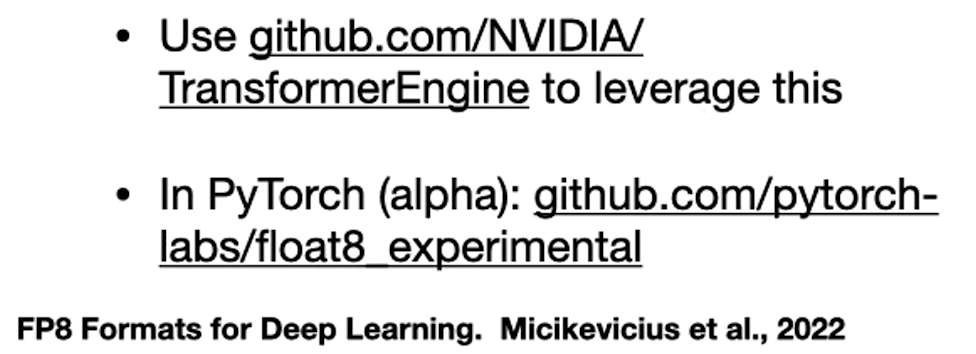 • Use github.com/NVIDIA/
TransformerEngine to leverage this
• In PyTorch (alpha): github.com/pytorch-
labs/float8_experimental
FP8 Formats for Deep Learning.  Micikevicius et al., 2022